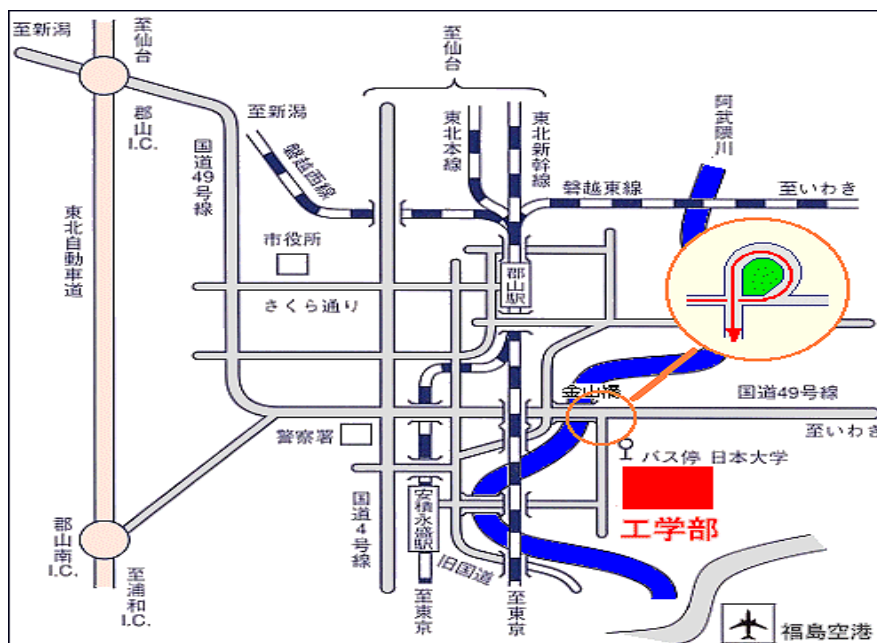 至新潟
至仙台
至仙台
阿武隈川
郡山
I.C.
国道49号線
至新潟
磐越西線
東北本線
東北新幹線
磐越東線
至いわき
東北自動車道
市役所
郡山駅
さくら通り
金山橋
国道49号線
至いわき
警察署
バス停 日本大学
国道4号線
安積永盛駅
工学部
郡山南
I.C.
旧国道
至浦和
I.C.
至東京
至東京
福島空港